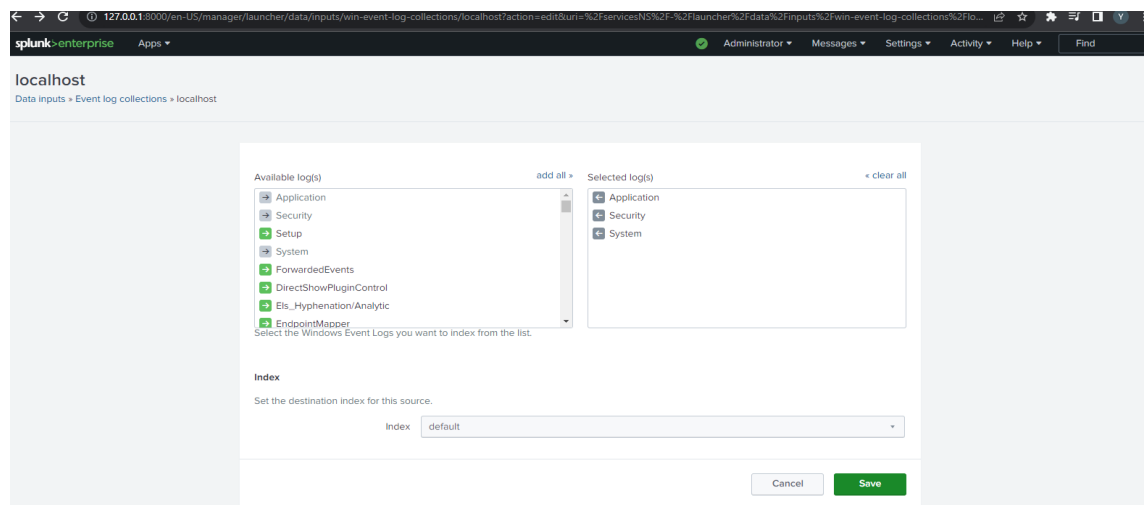 127.0.0.1:8000/en-US/manager/launcher/data/inputs/win-event-log-collections/localhost?action=edit&uri=%2FservicesNS%2F-%2Flauncher%2Fdata%2Finputs%2Fwin-event-log-collections%2Flo...
Y
splunk>enterprise Apps Administrator Messages Settings Activity Help Find
localhost
Data inputs » Event log collections » localhost
Available log(s) add all » Selected log(s) « clear all
Application Application
Security Security
Setup System
System
ForwardedEvents
DirectShowPluginControl
Els_Hyphenation/Analytic
EndpointMapper
Select the Windows Event Logs you want to index from the list.
Index
Set the destination index for this source.
Index default
Cancel Save